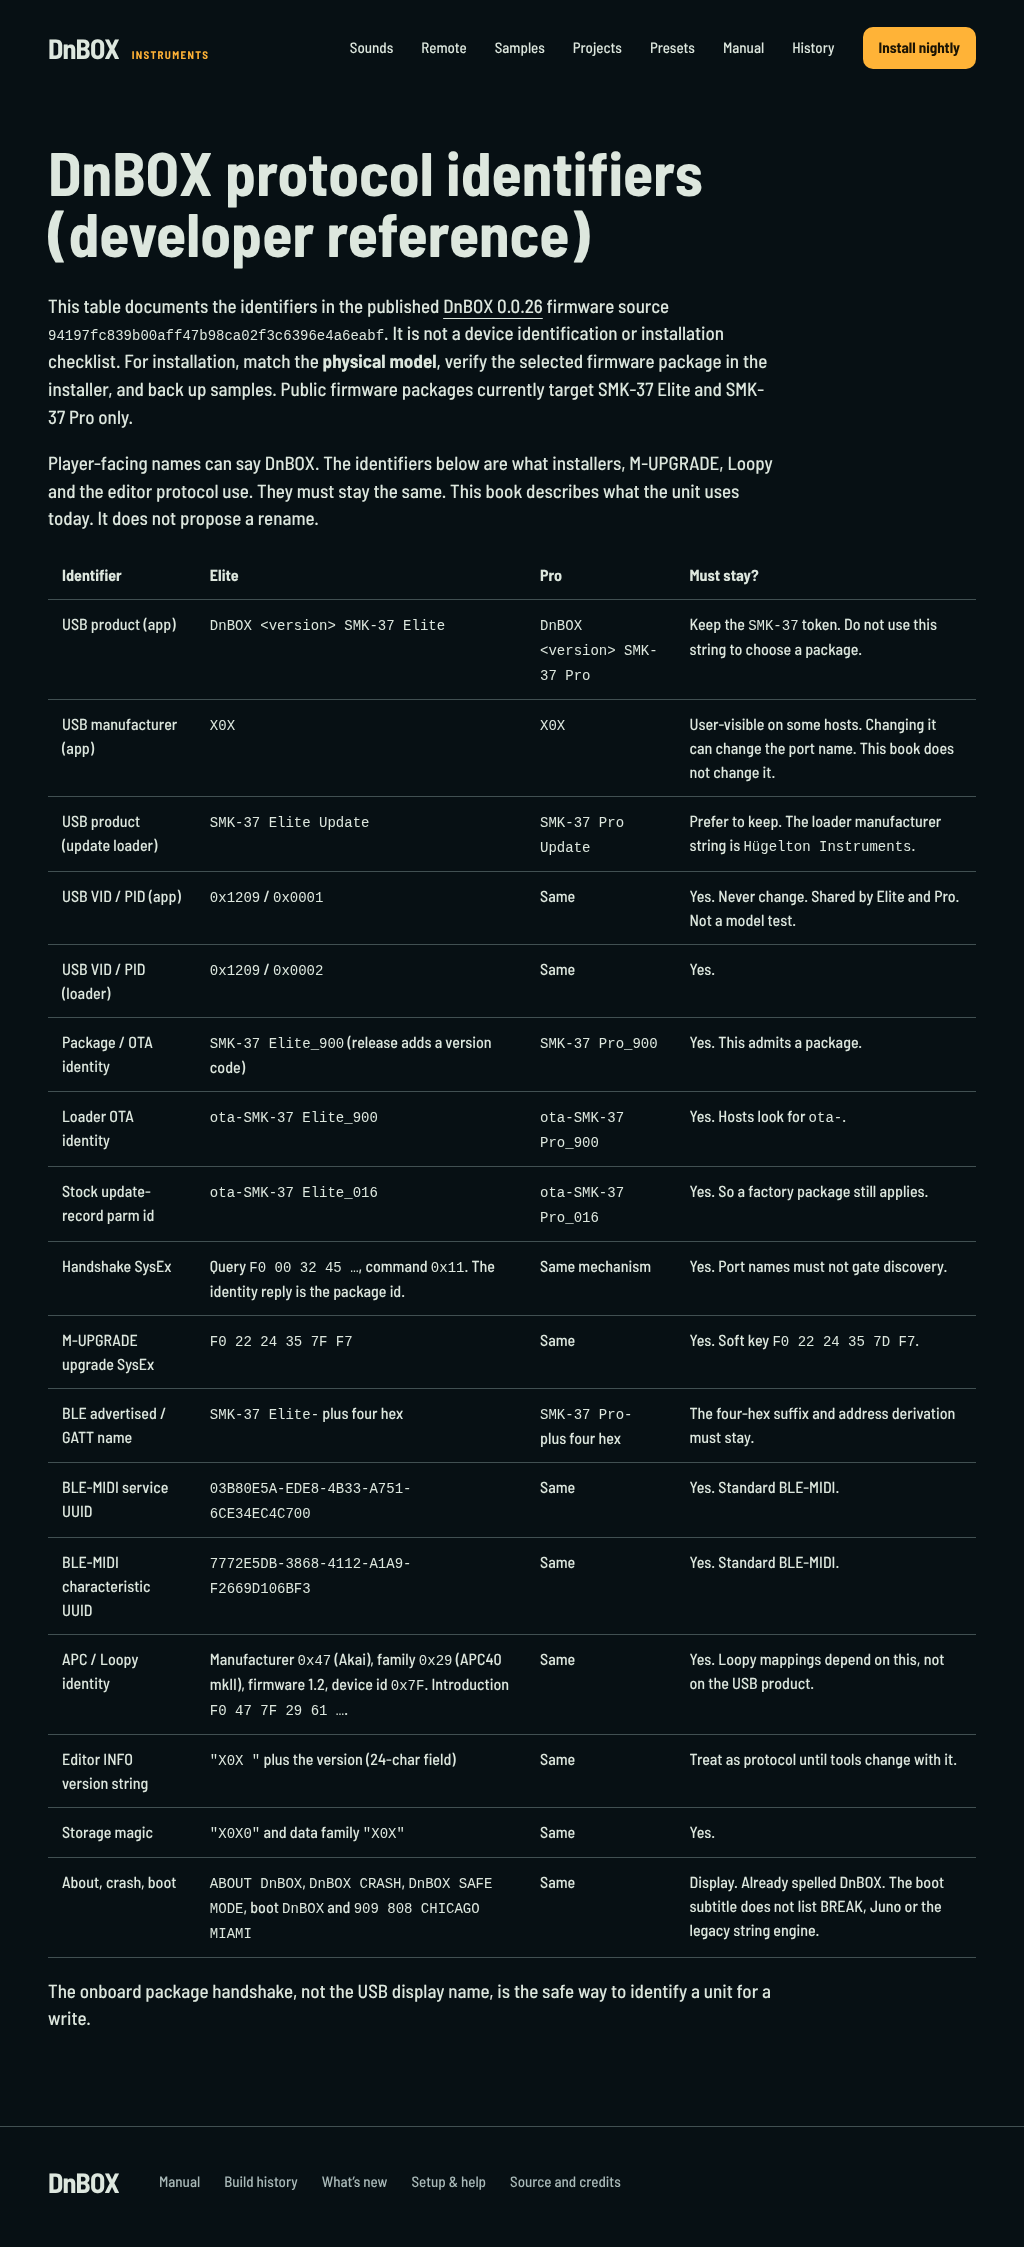 DnBOX INSTRUMENTS
Sounds Remote Samples Projects Presets Manual History Install nightly
DnBOX protocol identifiers
(developer reference)
This table documents the identifiers in the published DnBOX 0.0.26 firmware source
94197fc839b00aff47b98ca02f3c6396e4a6eabf. It is not a device identification or installation
checklist. For installation, match the physical model, verify the selected firmware package in the
installer, and back up samples. Public firmware packages currently target SMK-37 Elite and SMK-
37 Pro only.
Player-facing names can say DnBOX. The identifiers below are what installers, M-UPGRADE, Loopy
and the editor protocol use. They must stay the same. This book describes what the unit uses
today. It does not propose a rename.
Identifier Elite Pro Must stay?
USB product (app) DnBOX <version> SMK-37 Elite DnBOX Keep the SMK-37 token. Do not use this
<version> SMK- string to choose a package.
37 Pro
USB manufacturer X0X X0X User-visible on some hosts. Changing it
(app) can change the port name. This book does
not change it.
USB product SMK-37 Elite Update SMK-37 Pro Prefer to keep. The loader manufacturer
(update loader) Update string is Hügelton Instruments.
USB VID / PID (app) 0x1209 / 0x0001 Same Yes. Never change. Shared by Elite and Pro.
Not a model test.
USB VID / PID 0x1209 / 0x0002 Same Yes.
(loader)
Package / OTA SMK-37 Elite_900 (release adds a version SMK-37 Pro_900 Yes. This admits a package.
identity code)
Loader OTA ota-SMK-37 Elite_900 ota-SMK-37 Yes. Hosts look for ota-.
identity Pro_900
Stock update- ota-SMK-37 Elite_016 ota-SMK-37 Yes. So a factory package still applies.
record parm id Pro_016
Handshake SysEx Query F0 00 32 45 …, command 0x11. The Same mechanism Yes. Port names must not gate discovery.
identity reply is the package id.
M-UPGRADE F0 22 24 35 7F F7 Same Yes. Soft key F0 22 24 35 7D F7.
upgrade SysEx
BLE advertised / SMK-37 Elite- plus four hex SMK-37 Pro- The four-hex suffix and address derivation
GATT name plus four hex must stay.
BLE-MIDI service 03B80E5A-EDE8-4B33-A751- Same Yes. Standard BLE-MIDI.
UUID 6CE34EC4C700
BLE-MIDI 7772E5DB-3868-4112-A1A9- Same Yes. Standard BLE-MIDI.
characteristic F2669D106BF3
UUID
APC / Loopy Manufacturer 0x47 (Akai), family 0x29 (APC40 Same Yes. Loopy mappings depend on this, not
identity mkII), firmware 1.2, device id 0x7F. Introduction on the USB product.
F0 47 7F 29 61 ….
Editor INFO "X0X " plus the version (24-char field) Same Treat as protocol until tools change with it.
version string
Storage magic "X0X0" and data family "X0X" Same Yes.
About, crash, boot ABOUT DnBOX, DnBOX CRASH, DnBOX SAFE Same Display. Already spelled DnBOX. The boot
MODE, boot DnBOX and 909 808 CHICAGO subtitle does not list BREAK, Juno or the
MIAMI legacy string engine.
The onboard package handshake, not the USB display name, is the safe way to identify a unit for a
write.
DnBOX Manual Build history What's new Setup & help Source and credits